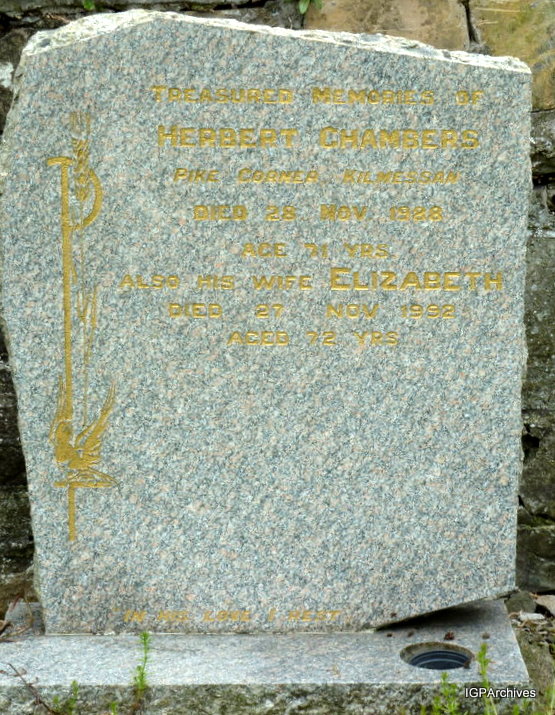 TREASURED MEMORIES OF
HERBERT CHAMBERS
PIKE CORNER KILMESSAN
DIED 28 NOV 1988
AGE 71 YRS.
ALSO HIS WIFE ELIZABETH
DIED 27 NOV 1998
AGED 72 YRS
"IN HIS LOVE I REST"
IGPArchives